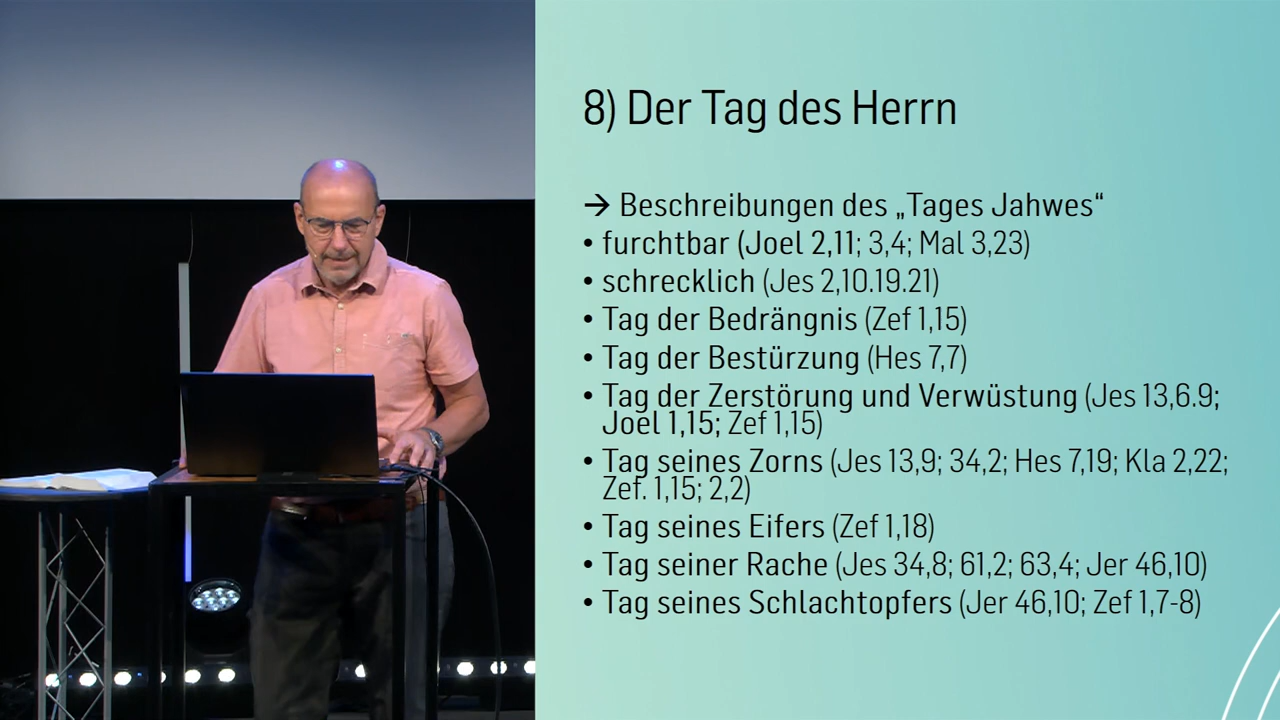 8) Der Tag des Herrn
→ Beschreibungen des „Tages Jahwes“
• furchtbar (Joel 2,11; 3,4; Mal 3,23)
• schrecklich (Jes 2,10.19.21)
• Tag der Bedrängnis (Zef 1,15)
• Tag der Bestürzung (Hes 7,7)
• Tag der Zerstörung und Verwüstung (Jes 13,6.9;
Joel 1,15; Zef 1,15)
• Tag seines Zorns (Jes 13,9; 34,2; Hes 7,19; Kla 2,22;
Zef. 1,15; 2,2)
• Tag seines Eifers (Zef 1,18)
• Tag seiner Rache (Jes 34,8; 61,2; 63,4; Jer 46,10)
• Tag seines Schlachtopfers (Jer 46,10; Zef 1,7-8)